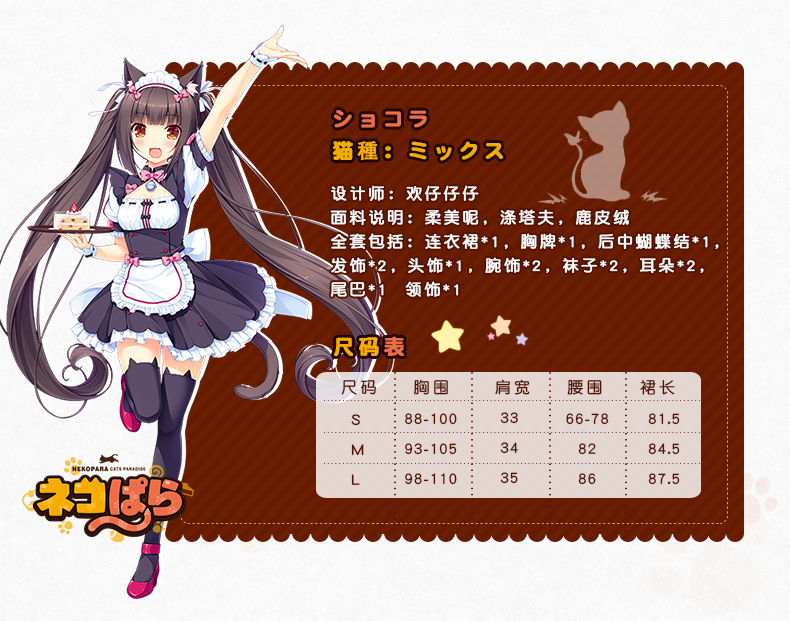 ショコラ
猫種：ミックス
设计师：欢仔仔仔
面料说明：柔美呢，涤塔夫，鹿皮绒
全套包括：连衣裙*1，胸牌*1，后中蝴蝶结*1，
发饰*2，头饰*1，腕饰*2，袜子*2，耳朵*2，
尾巴*1 领饰*1
尺码表
尺码 胸围 肩宽 腰围 裙长
S 88-100 33 66-78 81.5
M 93-105 34 82 84.5
L 98-110 35 86 87.5
NEKOPARA CATS PARADISE
ネコぱら